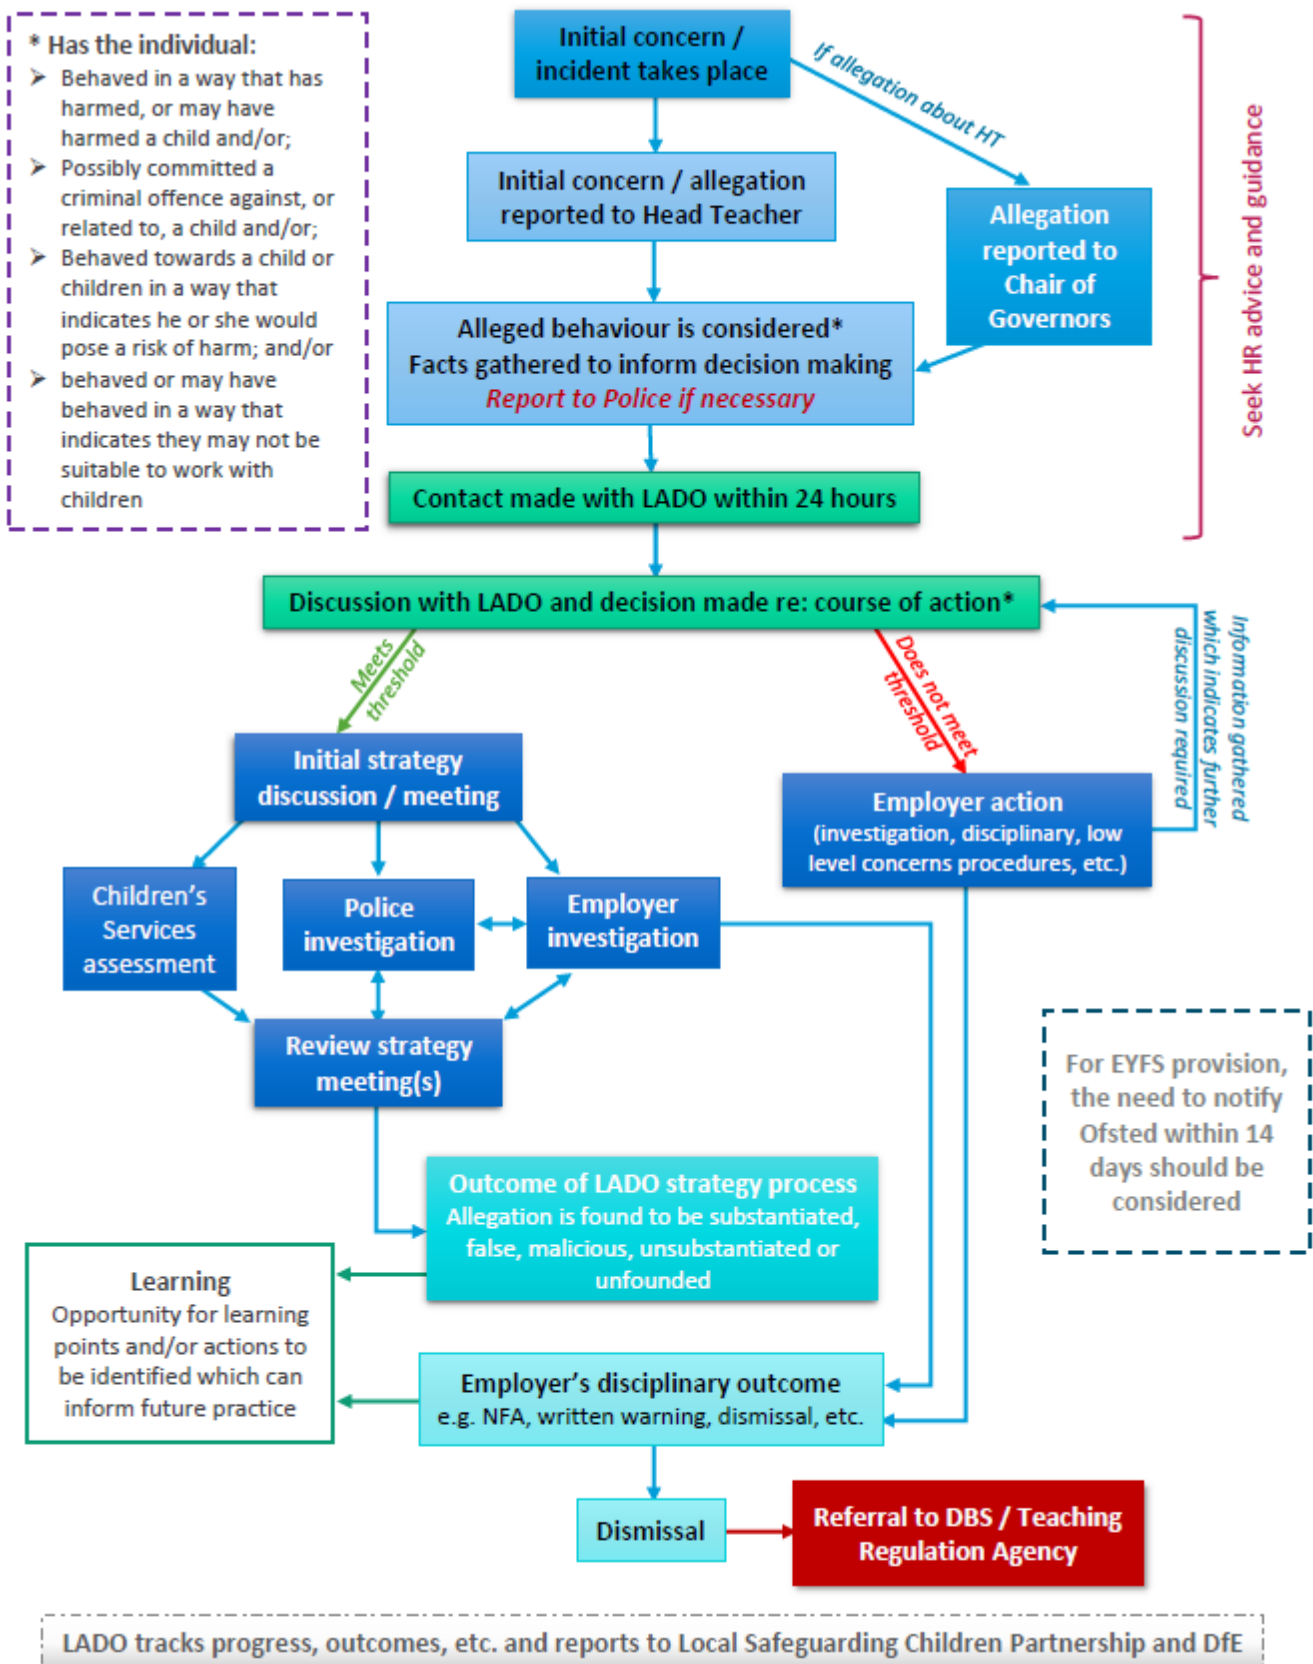 * Has the individual:
➢ Behaved in a way that has
harmed, or may have
harmed a child and/or;
➢ Possibly committed a
criminal offence against, or
related to, a child and/or;
➢ Behaved towards a child or
children in a way that
indicates he or she would
pose a risk of harm; and/or
➢ behaved or may have
behaved in a way that
indicates they may not be
suitable to work with
children
Initial concern /
incident takes place
If allegation about HT
Initial concern / allegation
reported to Head Teacher
Allegation
reported to
Chair of
Governors
Seek HR advice and guidance
Alleged behaviour is considered*
Facts gathered to inform decision making
Report to Police if necessary
Contact made with LADO within 24 hours
Discussion with LADO and decision made re: course of action*
Meets
threshold
Does not meet
threshold
Information gathered
which indicates further
discussion required
Initial strategy
discussion / meeting
Employer action
(investigation, disciplinary, low
level concerns procedures, etc.)
Children's
Services
assessment
Police
investigation
Employer
investigation
Review strategy
meeting(s)
For EYFS provision,
the need to notify
Ofsted within 14
days should be
considered
Outcome of LADO strategy process
Allegation is found to be substantiated,
false, malicious, unsubstantiated or
unfounded
Learning
Opportunity for learning
points and/or actions to
be identified which can
inform future practice
Employer's disciplinary outcome
e.g. NFA, written warning, dismissal, etc.
Dismissal
Referral to DBS / Teaching
Regulation Agency
LADO tracks progress, outcomes, etc. and reports to Local Safeguarding Children Partnership and DfE